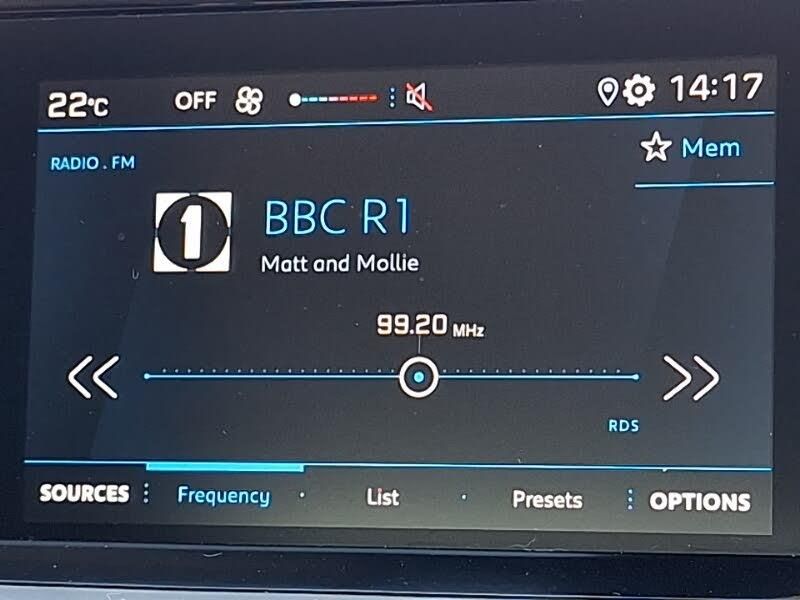 22°C OFF 14:17
RADIO . FM
Mem
1
BBC R1
Matt and Mollie
99.20 MHz
RDS
SOURCES Frequency List Presets OPTIONS